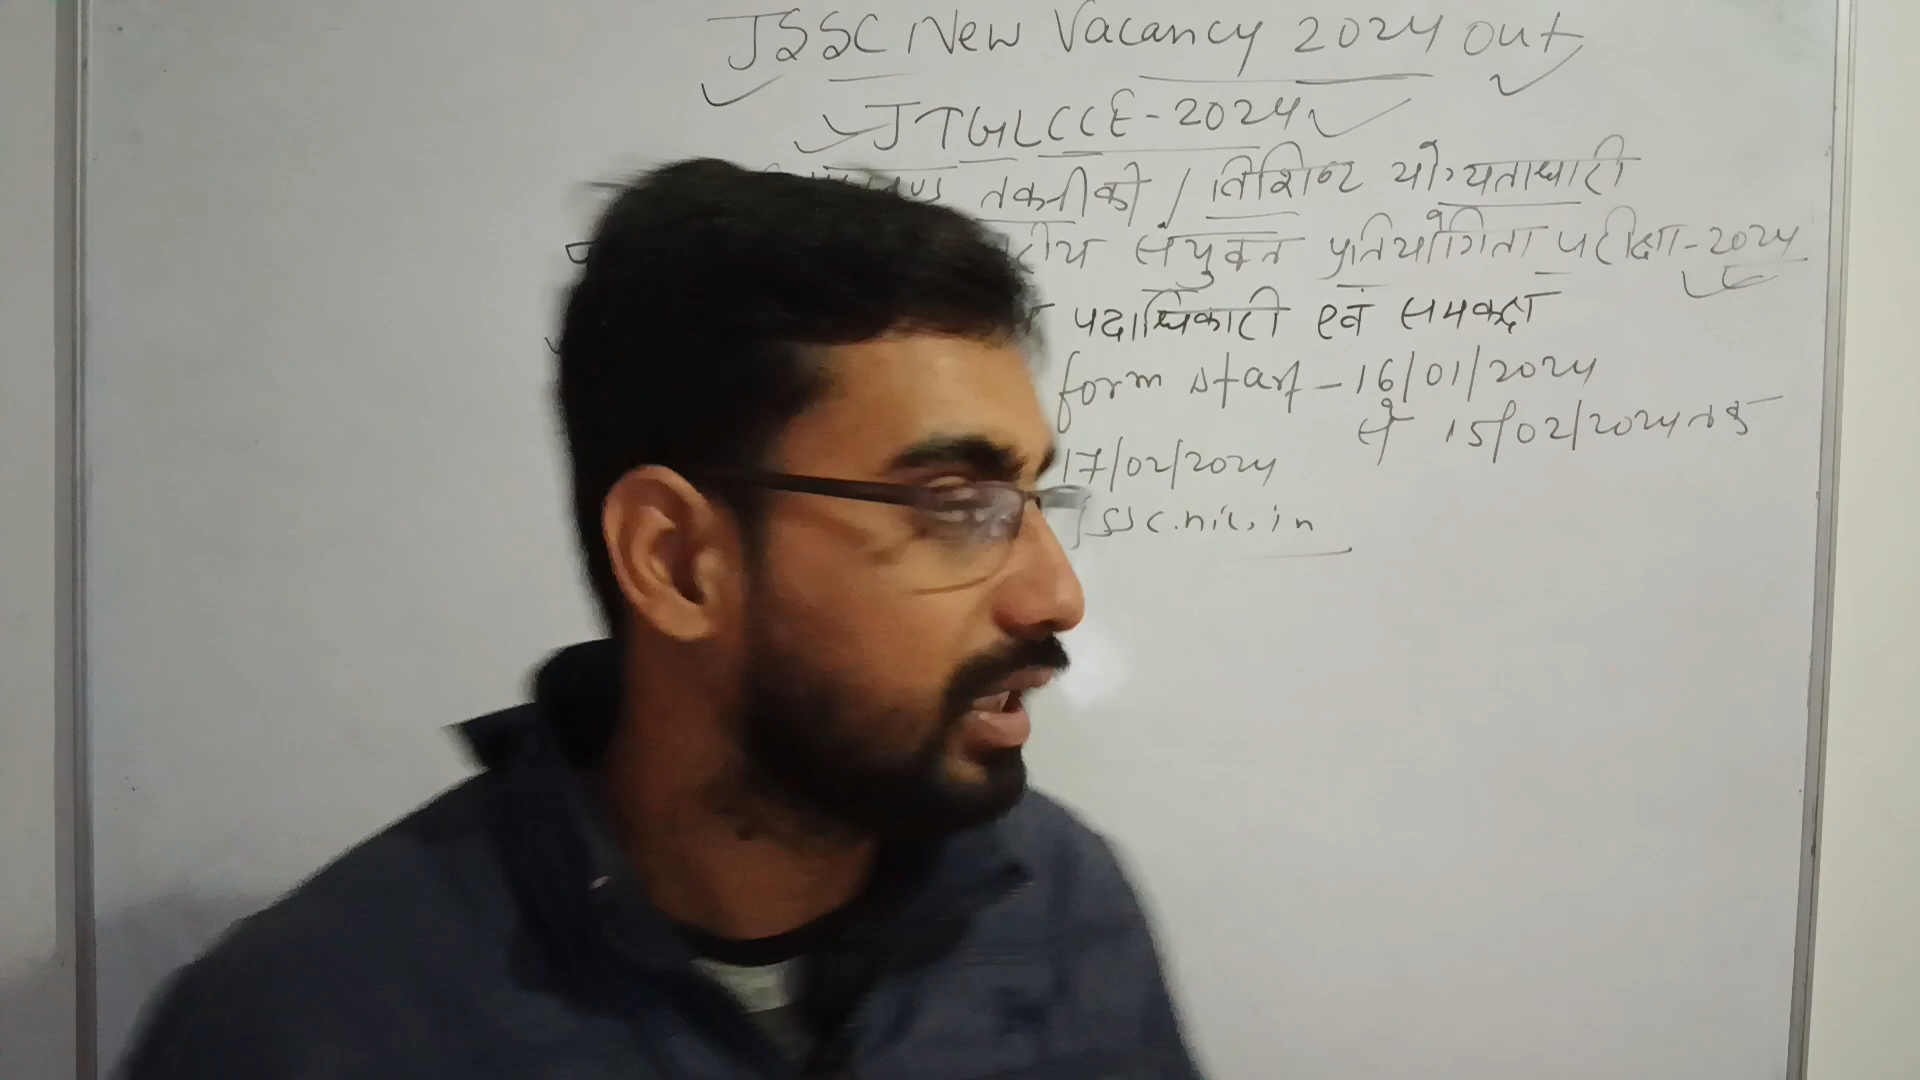 JSSC New Vacancy 2024 out
JTGLCCE-2024
तकनीकी / विशिष्ट योग्यताधारी
संयुक्त प्रतियोगिता परीक्षा-2024
पदाधिकारी एवं समकक्ष
form start - 16/01/2024
से 15/02/2024 तक
17/02/2024
jssc.nic.in